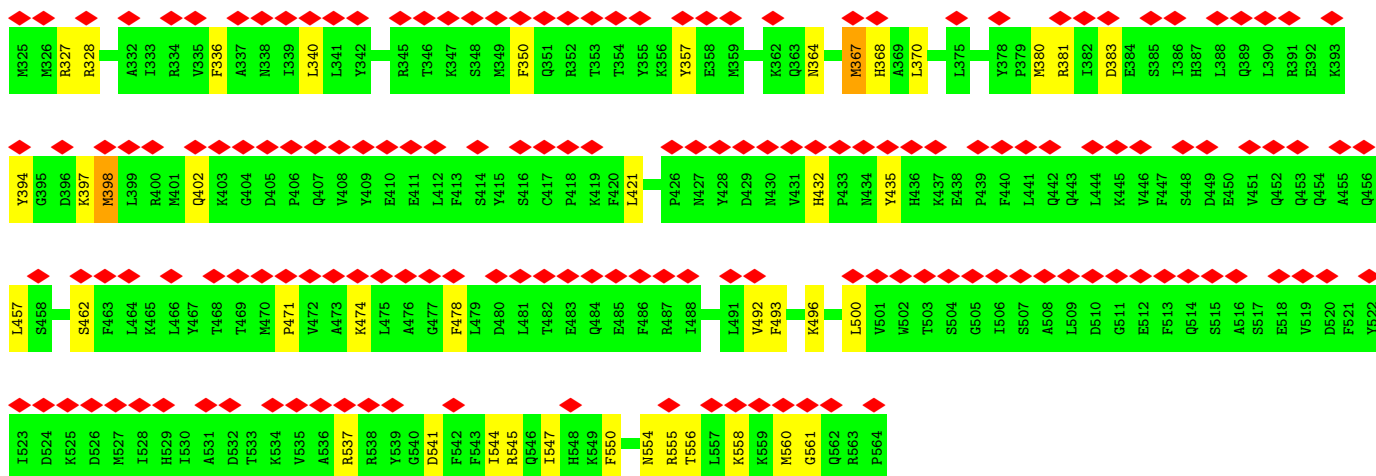 M325 M326 R327 R328 A332 I333 R334 V335 F336 A337 N338 I339 L340 L341 Y342 R345 T346 K347 S348 M349 F350 Q351 R352 T353 T354 Y355 K356 Y357 E358 M359 K362 Q363 N364 M367 H368 A369 L370 L375 Y378 P379 M380 R381 I382 D383 E384 S385 I386 H387 L388 Q389 L390 R391 E392 K393
Y394 G395 D396 K397 M398 L399 R400 M401 Q402 K403 G404 D405 P406 Q407 V408 Y409 E410 E411 L412 F413 S414 Y415 S416 C417 P418 K419 F420 L421 P426 N427 Y428 D429 N430 V431 H432 P433 N434 Y435 H436 K437 E438 P439 F440 L441 Q442 Q443 L444 K445 V446 F447 S448 D449 E450 V451 Q452 Q453 Q454 A455 Q456
L457 S458 S462 F463 L464 K465 L466 Y467 T468 T469 M470 P471 V472 A473 K474 L475 A476 G477 F478 L479 D480 L481 T482 E483 Q484 E485 F486 R487 I488 L491 V492 F493 K496 L500 V501 W502 T503 S504 G505 I506 S507 A508 L509 D510 G511 E512 F513 Q514 S515 A516 S517 E518 V519 D520 F521 Y522
I523 D524 K525 D526 M527 I528 H529 I530 A531 D532 T533 K534 V535 A536 R537 R538 Y539 G540 D541 F542 F543 I544 R545 Q546 I547 H548 K549 F550 N554 R555 T556 L557 K558 K559 M560 G561 Q562 R563 P564